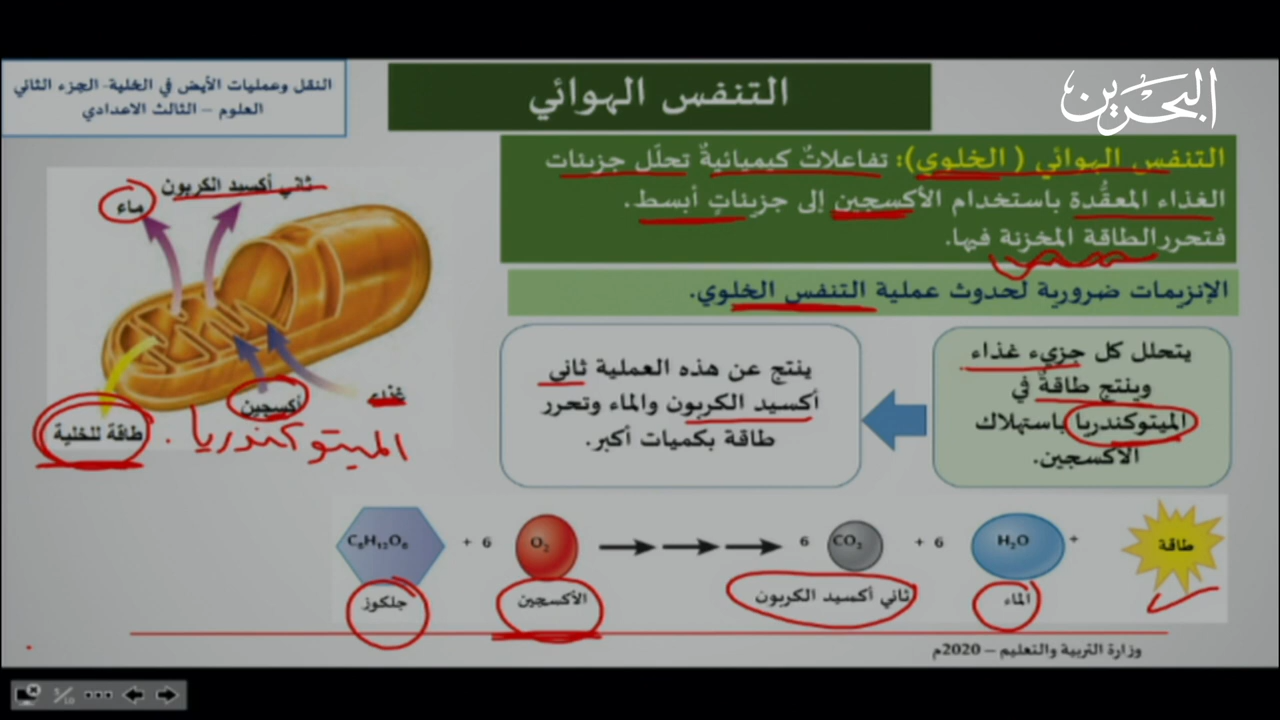 البحرين
التنفس الهوائي
النقل وعمليات الأيض في الخلية- الجزء الثاني
العلوم – الثالث الاعدادي
التنفس الهوائي ( الخلوي): تفاعلاتٌ كيميائيةٌ تحلّل جزيئات
الغذاء المعقُّدة باستخدام الأكسجين إلى جزيئاتٍ أبسط.
فتحرر الطاقة المخزنة فيها.
الإنزيمات ضرورية لحدوث عملية التنفس الخلوي.
يتحلل كل جزيء غذاء
وينتج طاقةٌ في
الميتوكندريا باستهلاك
الأكسجين.
ينتج عن هذه العملية ثاني
أكسيد الكربون والماء وتحرر
طاقة بكميات أكبر.
ثاني أكسيد الكربون
ماء
غذاء
أكسجين
طاقة للخلية
الميتوكندريا.
C₆H₁₂O₆ + 6 O₂ 6 CO₂ + 6 H₂O + طاقة
جلكوز
الأكسجين
ثاني أكسيد الكربون
الماء
وزارة التربية والتعليم – 2020م
5/10